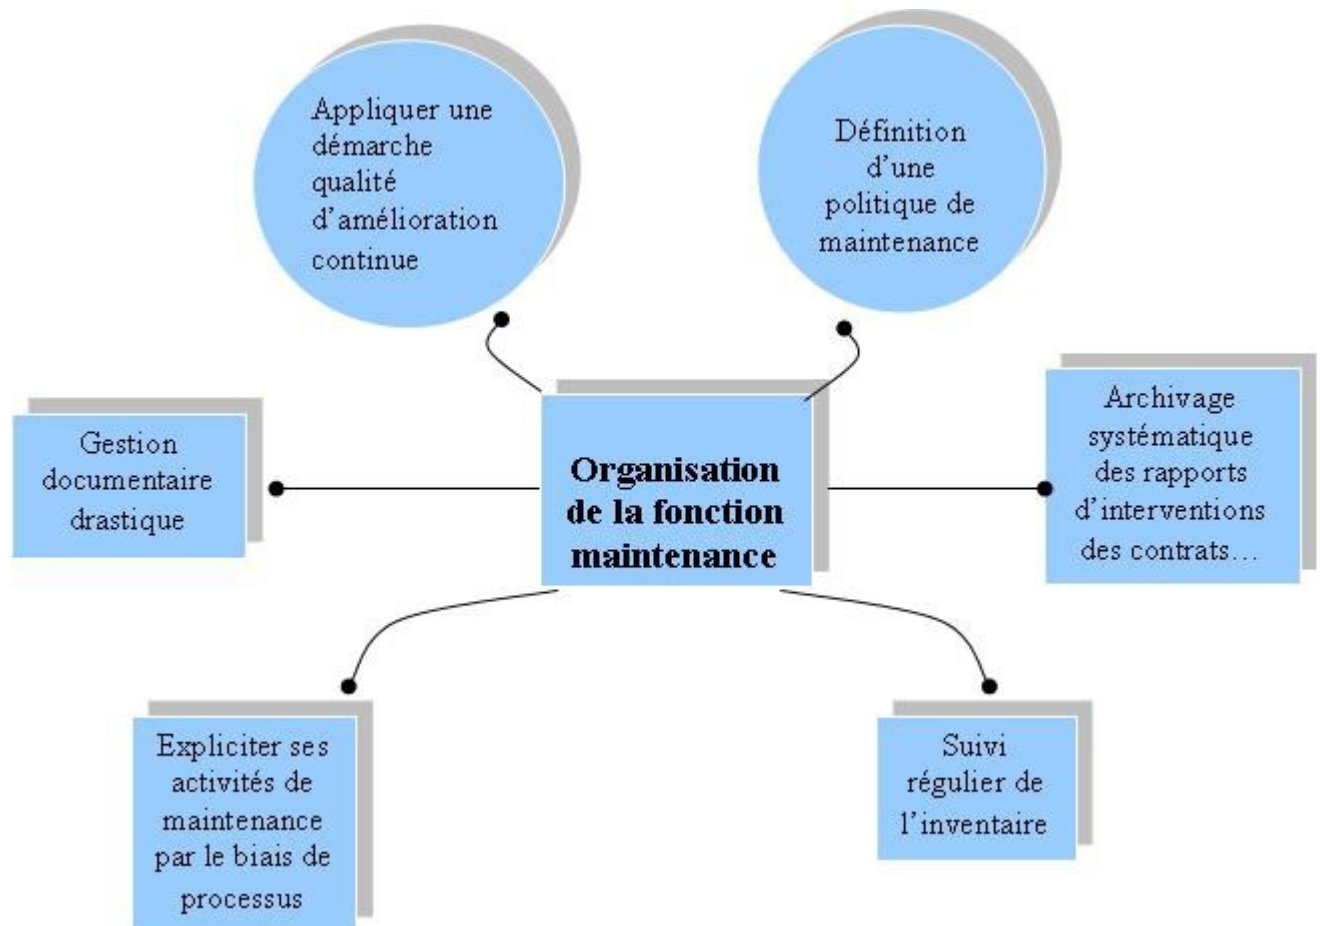 Appliquer une
démarche
qualité
d'amélioration
continue
Définition
d'une
politique de
maintenance
Gestion
documentaire
drastique
Organisation
de la fonction
maintenance
Archivage
systématique
des rapports
d'interventions
des contrats…
Expliciter ses
activités de
maintenance
par le biais de
processus
Suivi
régulier de
l'inventaire